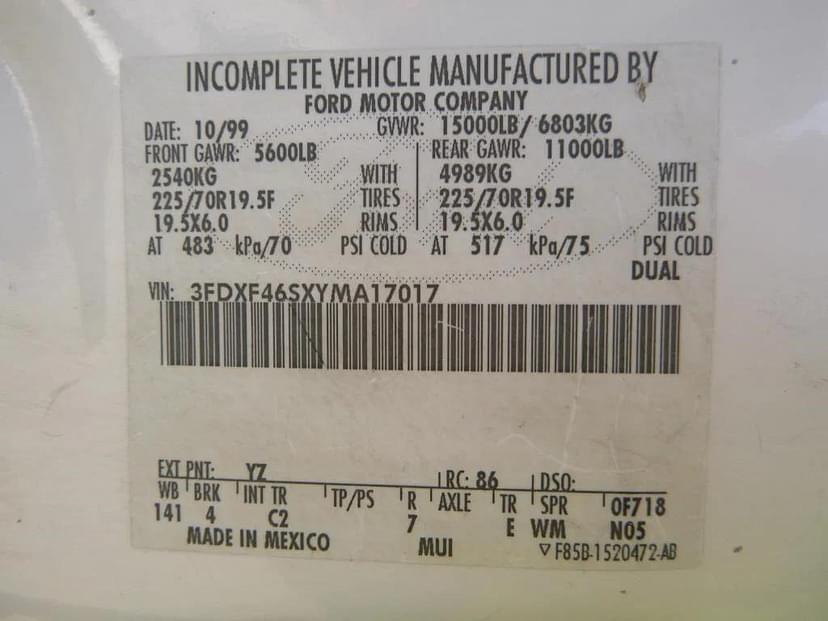 INCOMPLETE VEHICLE MANUFACTURED BY
FORD MOTOR COMPANY
DATE: 10/99 GVWR: 15000LB/ 6803KG
FRONT GAWR: 5600LB REAR GAWR: 11000LB
2540KG WITH 4989KG WITH
225/70R19.5F TIRES 225/70R19.5F TIRES
19.5X6.0 RIMS 19.5X6.0 RIMS
AT 483 kPa/70 PSI COLD AT 517 kPa/75 PSI COLD
DUAL
VIN: 3FDXF46SXYMA17017
EXT PNT: YZ RC: 86 DSO:
WB BRK INT TR TP/PS R AXLE TR SPR 0F718
141 4 C2 7 E WM N05
MADE IN MEXICO MUI ▽ F85B-1520472-AB